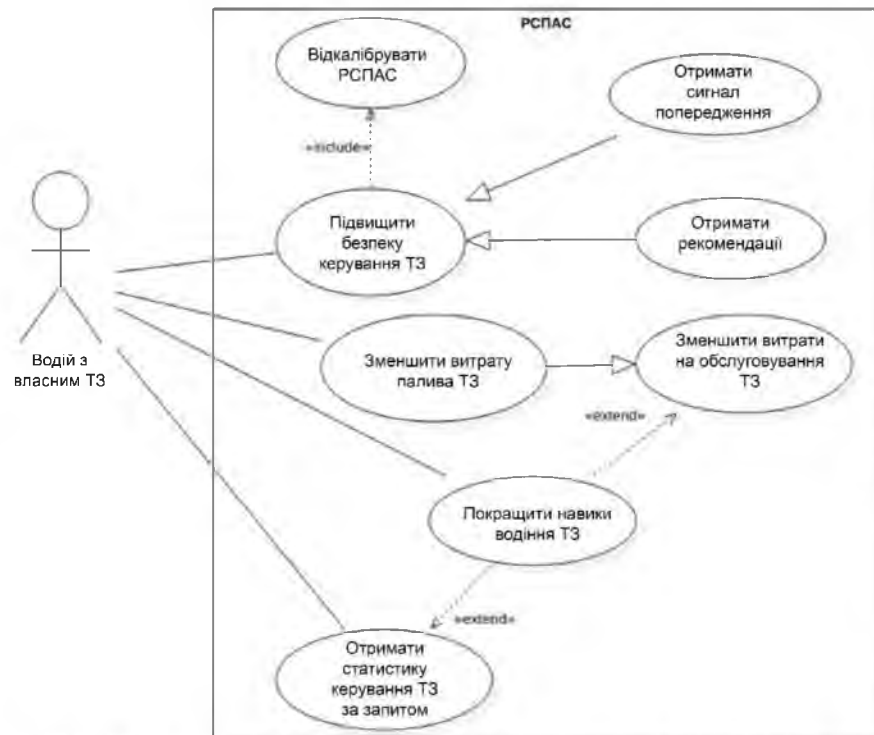 РСПАС
Відкалібрувати
РСПАС
Отримати
сигнал
попередження
«include»
Підвищити
безпеку
керування ТЗ
Отримати
рекомендації
Водій з
власним ТЗ
Зменшити витрату
палива ТЗ
Зменшити витрати
на обслуговування
ТЗ
«extend»
Покращити навики
водіння ТЗ
«extend»
Отримати
статистику
керування ТЗ
за запитом